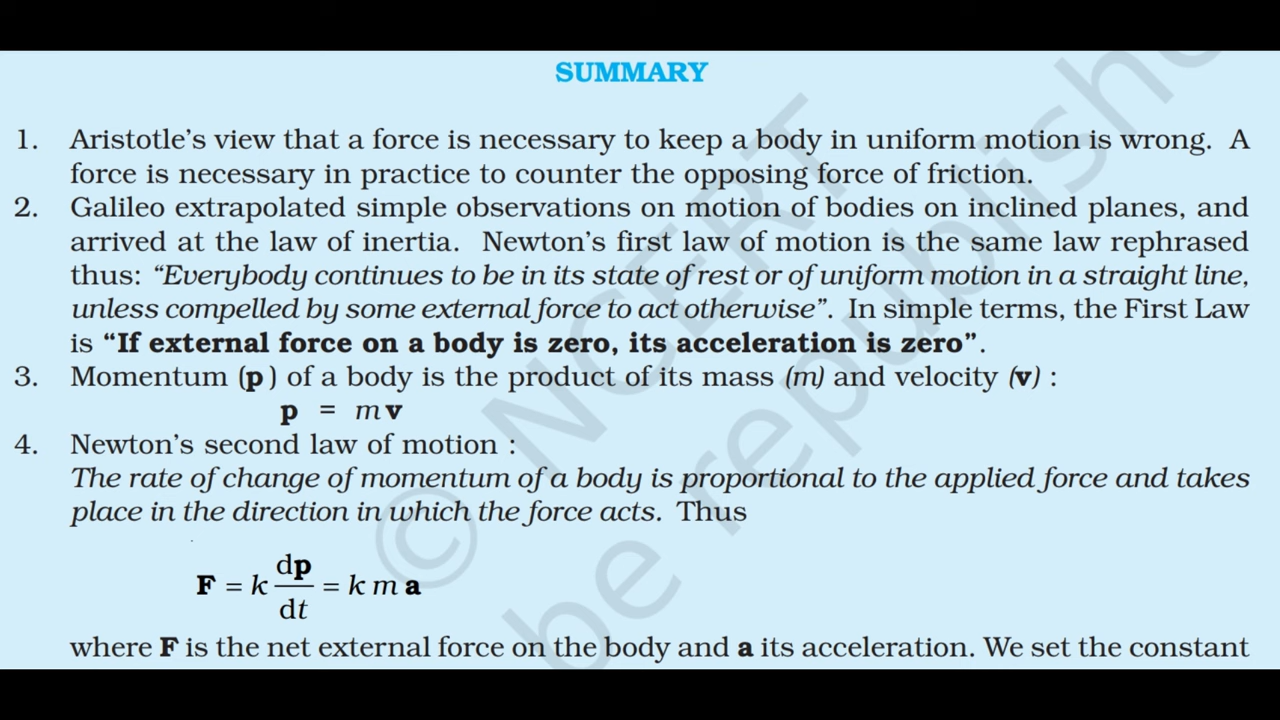 SUMMARY
1. Aristotle's view that a force is necessary to keep a body in uniform motion is wrong. A
force is necessary in practice to counter the opposing force of friction.
2. Galileo extrapolated simple observations on motion of bodies on inclined planes, and
arrived at the law of inertia. Newton's first law of motion is the same law rephrased
thus: “Everybody continues to be in its state of rest or of uniform motion in a straight line,
unless compelled by some external force to act otherwise”. In simple terms, the First Law
is “If external force on a body is zero, its acceleration is zero”.
3. Momentum (p) of a body is the product of its mass (m) and velocity (v) :
p = mv
4. Newton's second law of motion :
The rate of change of momentum of a body is proportional to the applied force and takes
place in the direction in which the force acts. Thus
F = k dp/dt = k m a
where F is the net external force on the body and a its acceleration. We set the constant
© NCERT
be republishe